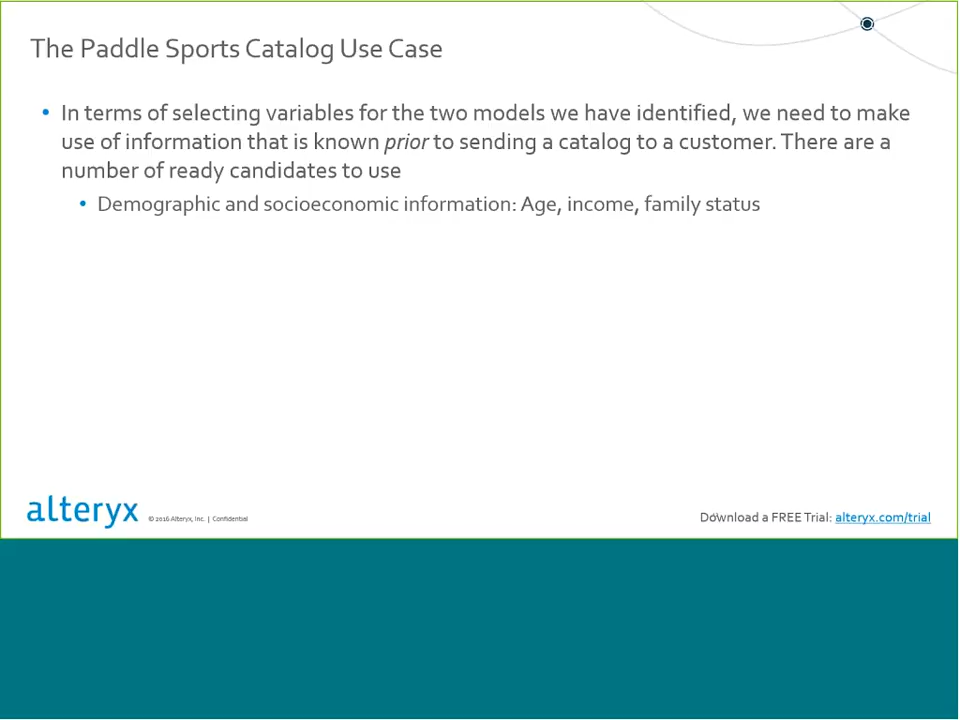 The Paddle Sports Catalog Use Case
• In terms of selecting variables for the two models we have identified, we need to make
use of information that is known prior to sending a catalog to a customer. There are a
number of ready candidates to use
• Demographic and socioeconomic information: Age, income, family status
alteryx
© 2016 Alteryx, Inc. | Confidential
Download a FREE Trial: alteryx.com/trial